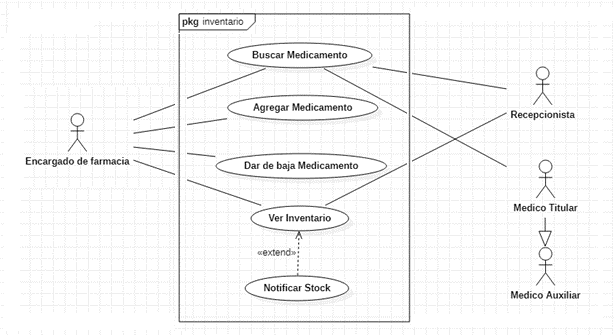 pkg inventario
Buscar Medicamento
Agregar Medicamento
Recepcionista
Encargado de farmacia
Dar de baja Medicamento
Medico Titular
Ver Inventario
«extend»
Notificar Stock
Medico Auxiliar